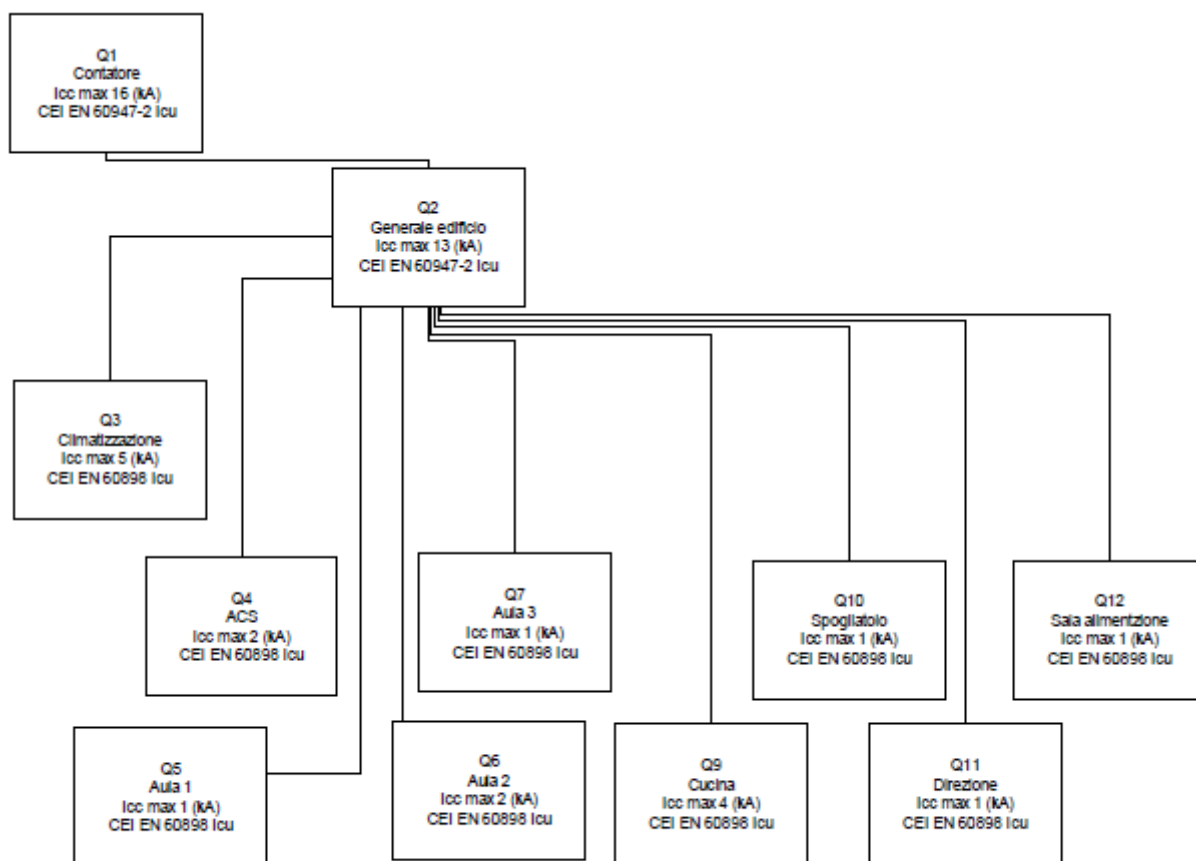 Q1
Contatore
Icc max 16 (kA)
CEI EN 60947-2 Icu
Q2
Generale edificio
Icc max 13 (kA)
CEI EN 60947-2 Icu
Q3
Climatizzazione
Icc max 5 (kA)
CEI EN 60898 Icu
Q4
ACS
Icc max 2 (kA)
CEI EN 60898 Icu
Q7
Aula 3
Icc max 1 (kA)
CEI EN 60898 Icu
Q10
Spogliatoio
Icc max 1 (kA)
CEI EN 60898 Icu
Q12
Sala alimentzione
Icc max 1 (kA)
CEI EN 60898 Icu
Q5
Aula 1
Icc max 1 (kA)
CEI EN 60898 Icu
Q6
Aula 2
Icc max 2 (kA)
CEI EN 60898 Icu
Q9
Cucina
Icc max 4 (kA)
CEI EN 60898 Icu
Q11
Direzione
Icc max 1 (kA)
CEI EN 60898 Icu